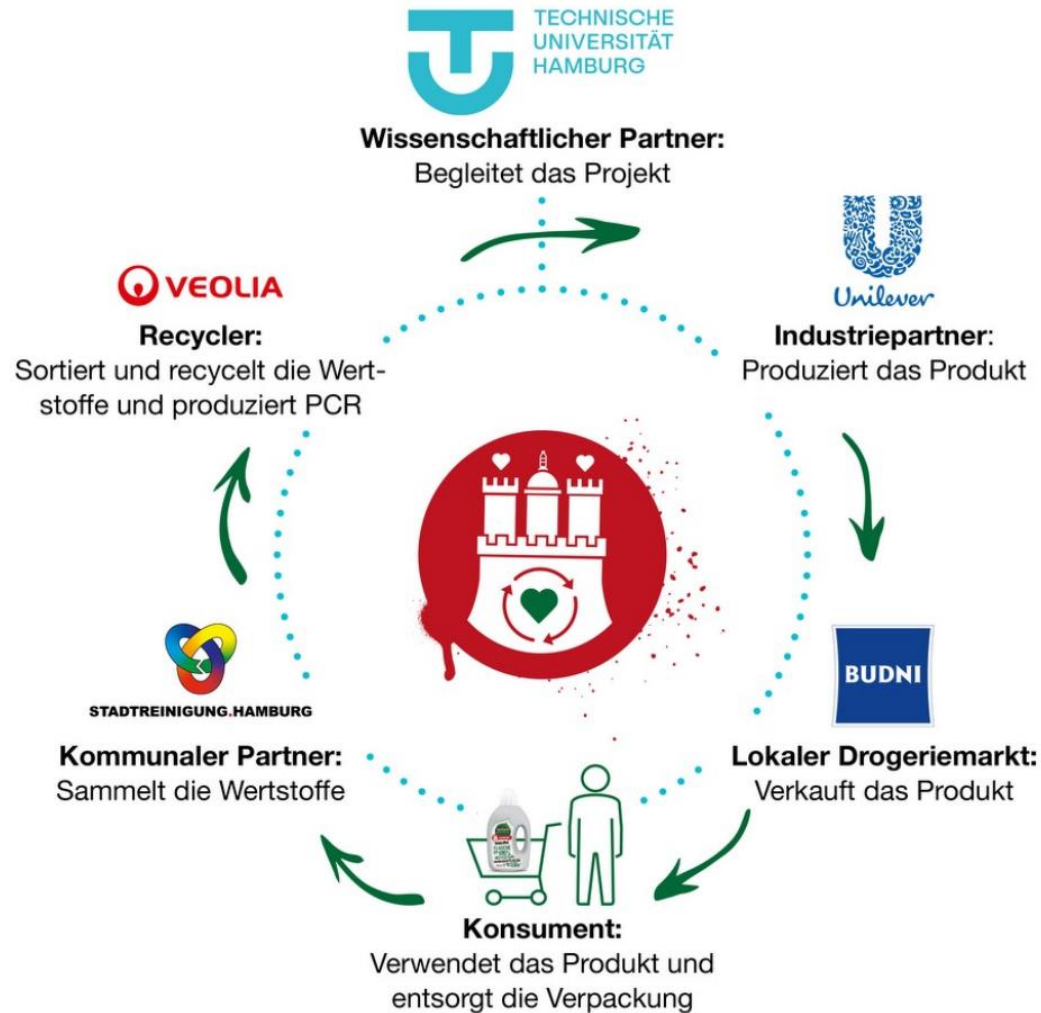 TECHNISCHE
UNIVERSITÄT
HAMBURG
Wissenschaftlicher Partner:
Begleitet das Projekt
Unilever
Industriepartner:
Produziert das Produkt
BUDNI
Lokaler Drogeriemarkt:
Verkauft das Produkt
Konsument:
Verwendet das Produkt und
entsorgt die Verpackung
STADTREINIGUNG.HAMBURG
Kommunaler Partner:
Sammelt die Wertstoffe
VEOLIA
Recycler:
Sortiert und recycelt die Wert-
stoffe und produziert PCR